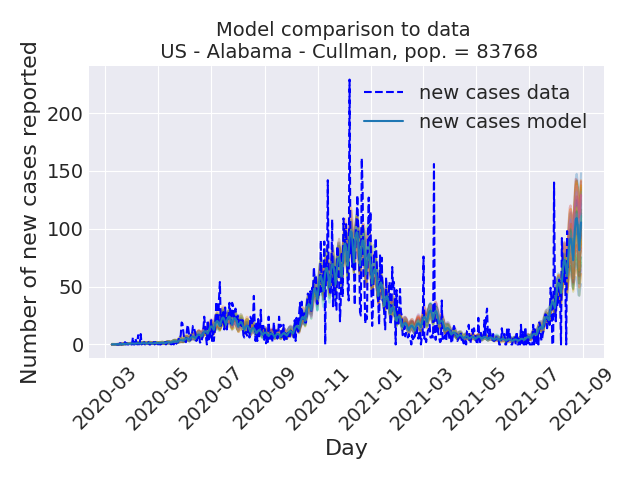 Model comparison to data
US - Alabama - Cullman, pop. = 83768
Number of new cases reported
200
150
100
50
0
new cases data
new cases model
2020-03
2020-05
2020-07
2020-09
2020-11
2021-01
2021-03
2021-05
2021-07
2021-09
Day